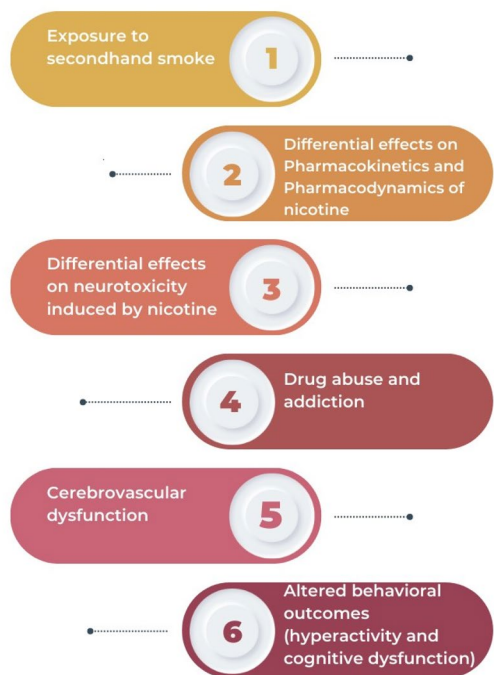 Exposure to
secondhand smoke
1
2
Differential effects on
Pharmacokinetics and
Pharmacodynamics of
nicotine
Differential effects
on neurotoxicity
induced by nicotine
3
4
Drug abuse and
addiction
Cerebrovascular
dysfunction
5
6
Altered behavioral
outcomes
(hyperactivity and
cognitive dysfunction)